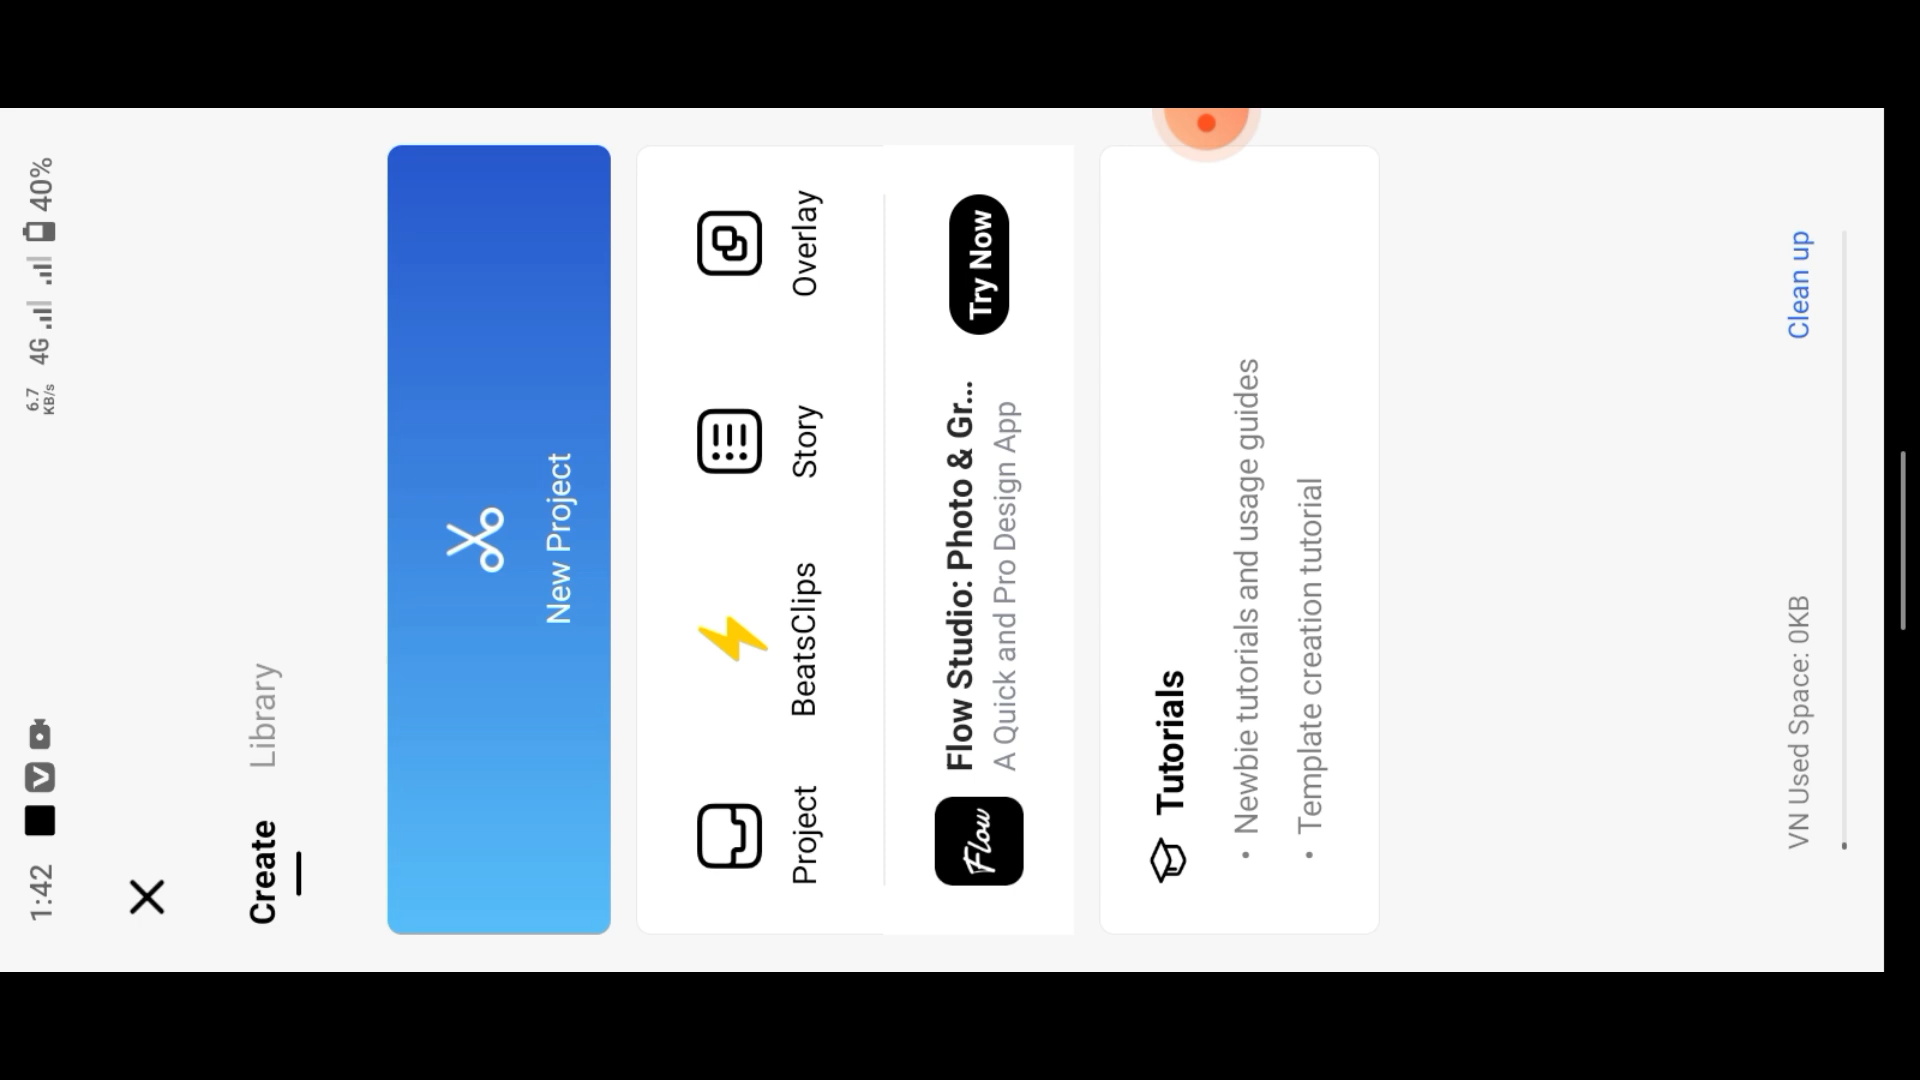 1:42
6.7
KB/s
4G
40%
Create
Library
New Project
Project
BeatsClips
Story
Overlay
Flow
Flow Studio: Photo & Gr...
A Quick and Pro Design App
Try Now
Tutorials
• Newbie tutorials and usage guides
• Template creation tutorial
VN Used Space: 0KB
Clean up